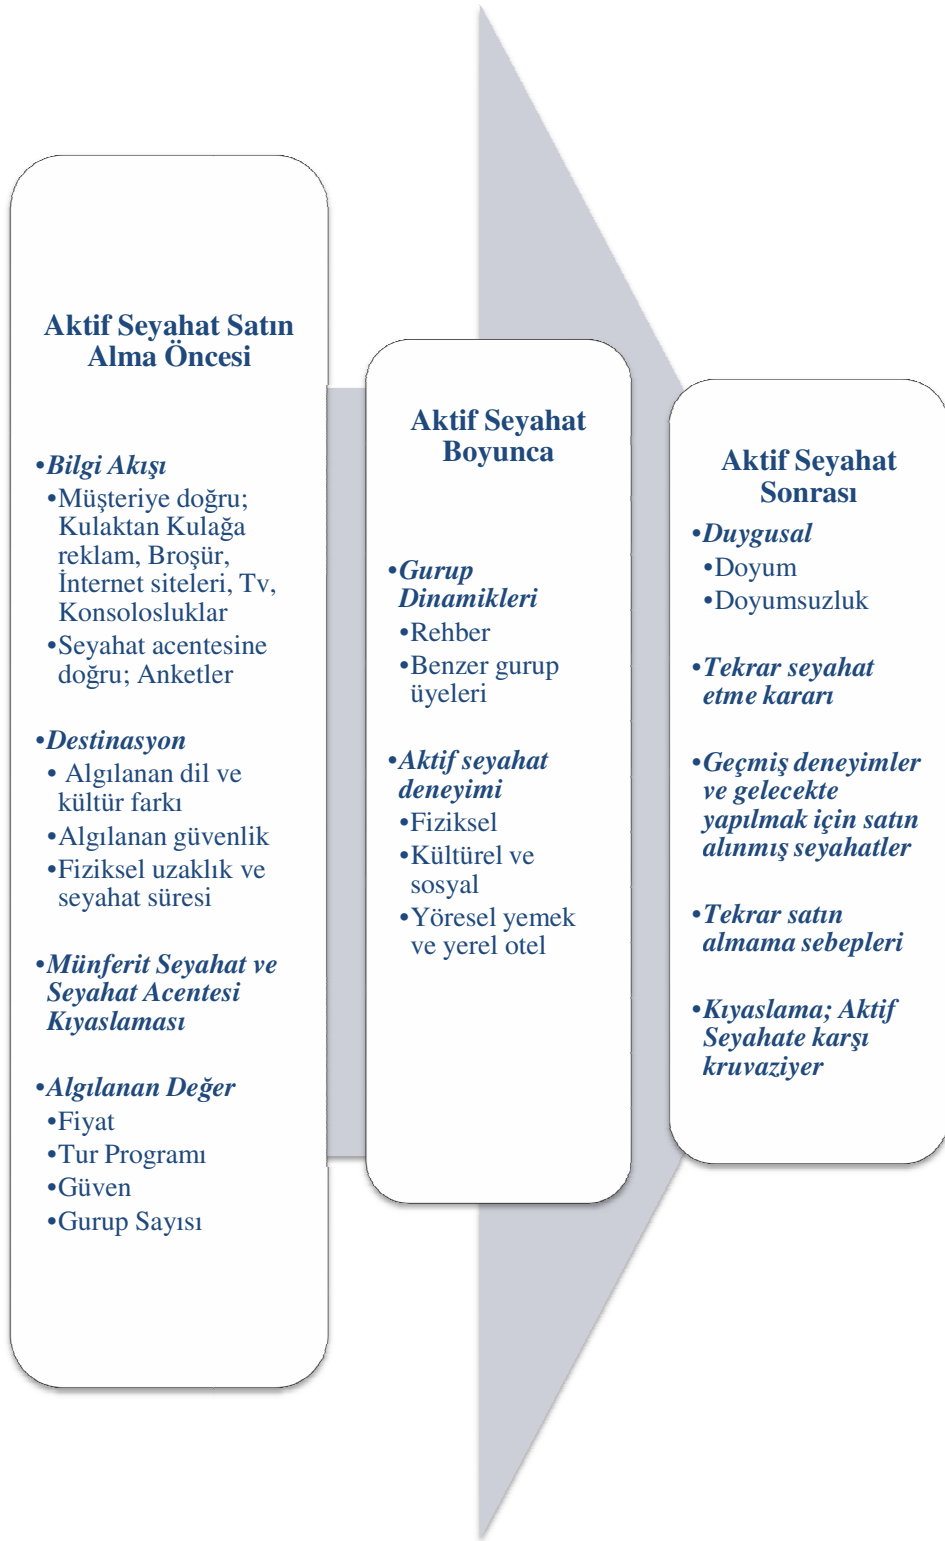 Aktif Seyahat Satın
Alma Öncesi
•Bilgi Akışı
•Müşteriye doğru;
Kulaktan Kulağa
reklam, Broşür,
İnternet siteleri, Tv,
Konsolosluklar
•Seyahat acentesine
doğru; Anketler
•Destinasyon
• Algılanan dil ve
kültür farkı
•Algılanan güvenlik
•Fiziksel uzaklık ve
seyahat süresi
•Münferit Seyahat ve
Seyahat Acentesi
Kıyaslaması
•Algılanan Değer
•Fiyat
•Tur Programı
•Güven
•Gurup Sayısı
Aktif Seyahat
Boyunca
•Gurup
Dinamikleri
•Rehber
•Benzer gurup
üyeleri
•Aktif seyahat
deneyimi
•Fiziksel
•Kültürel ve
sosyal
•Yöresel yemek
ve yerel otel
Aktif Seyahat
Sonrası
•Duygusal
•Doyum
•Doyumsuzluk
•Tekrar seyahat
etme kararı
•Geçmiş deneyimler
ve gelecekte
yapılmak için satın
alınmış seyahatler
•Tekrar satın
almama sebepleri
•Kıyaslama; Aktif
Seyahate karşı
kruvaziyer